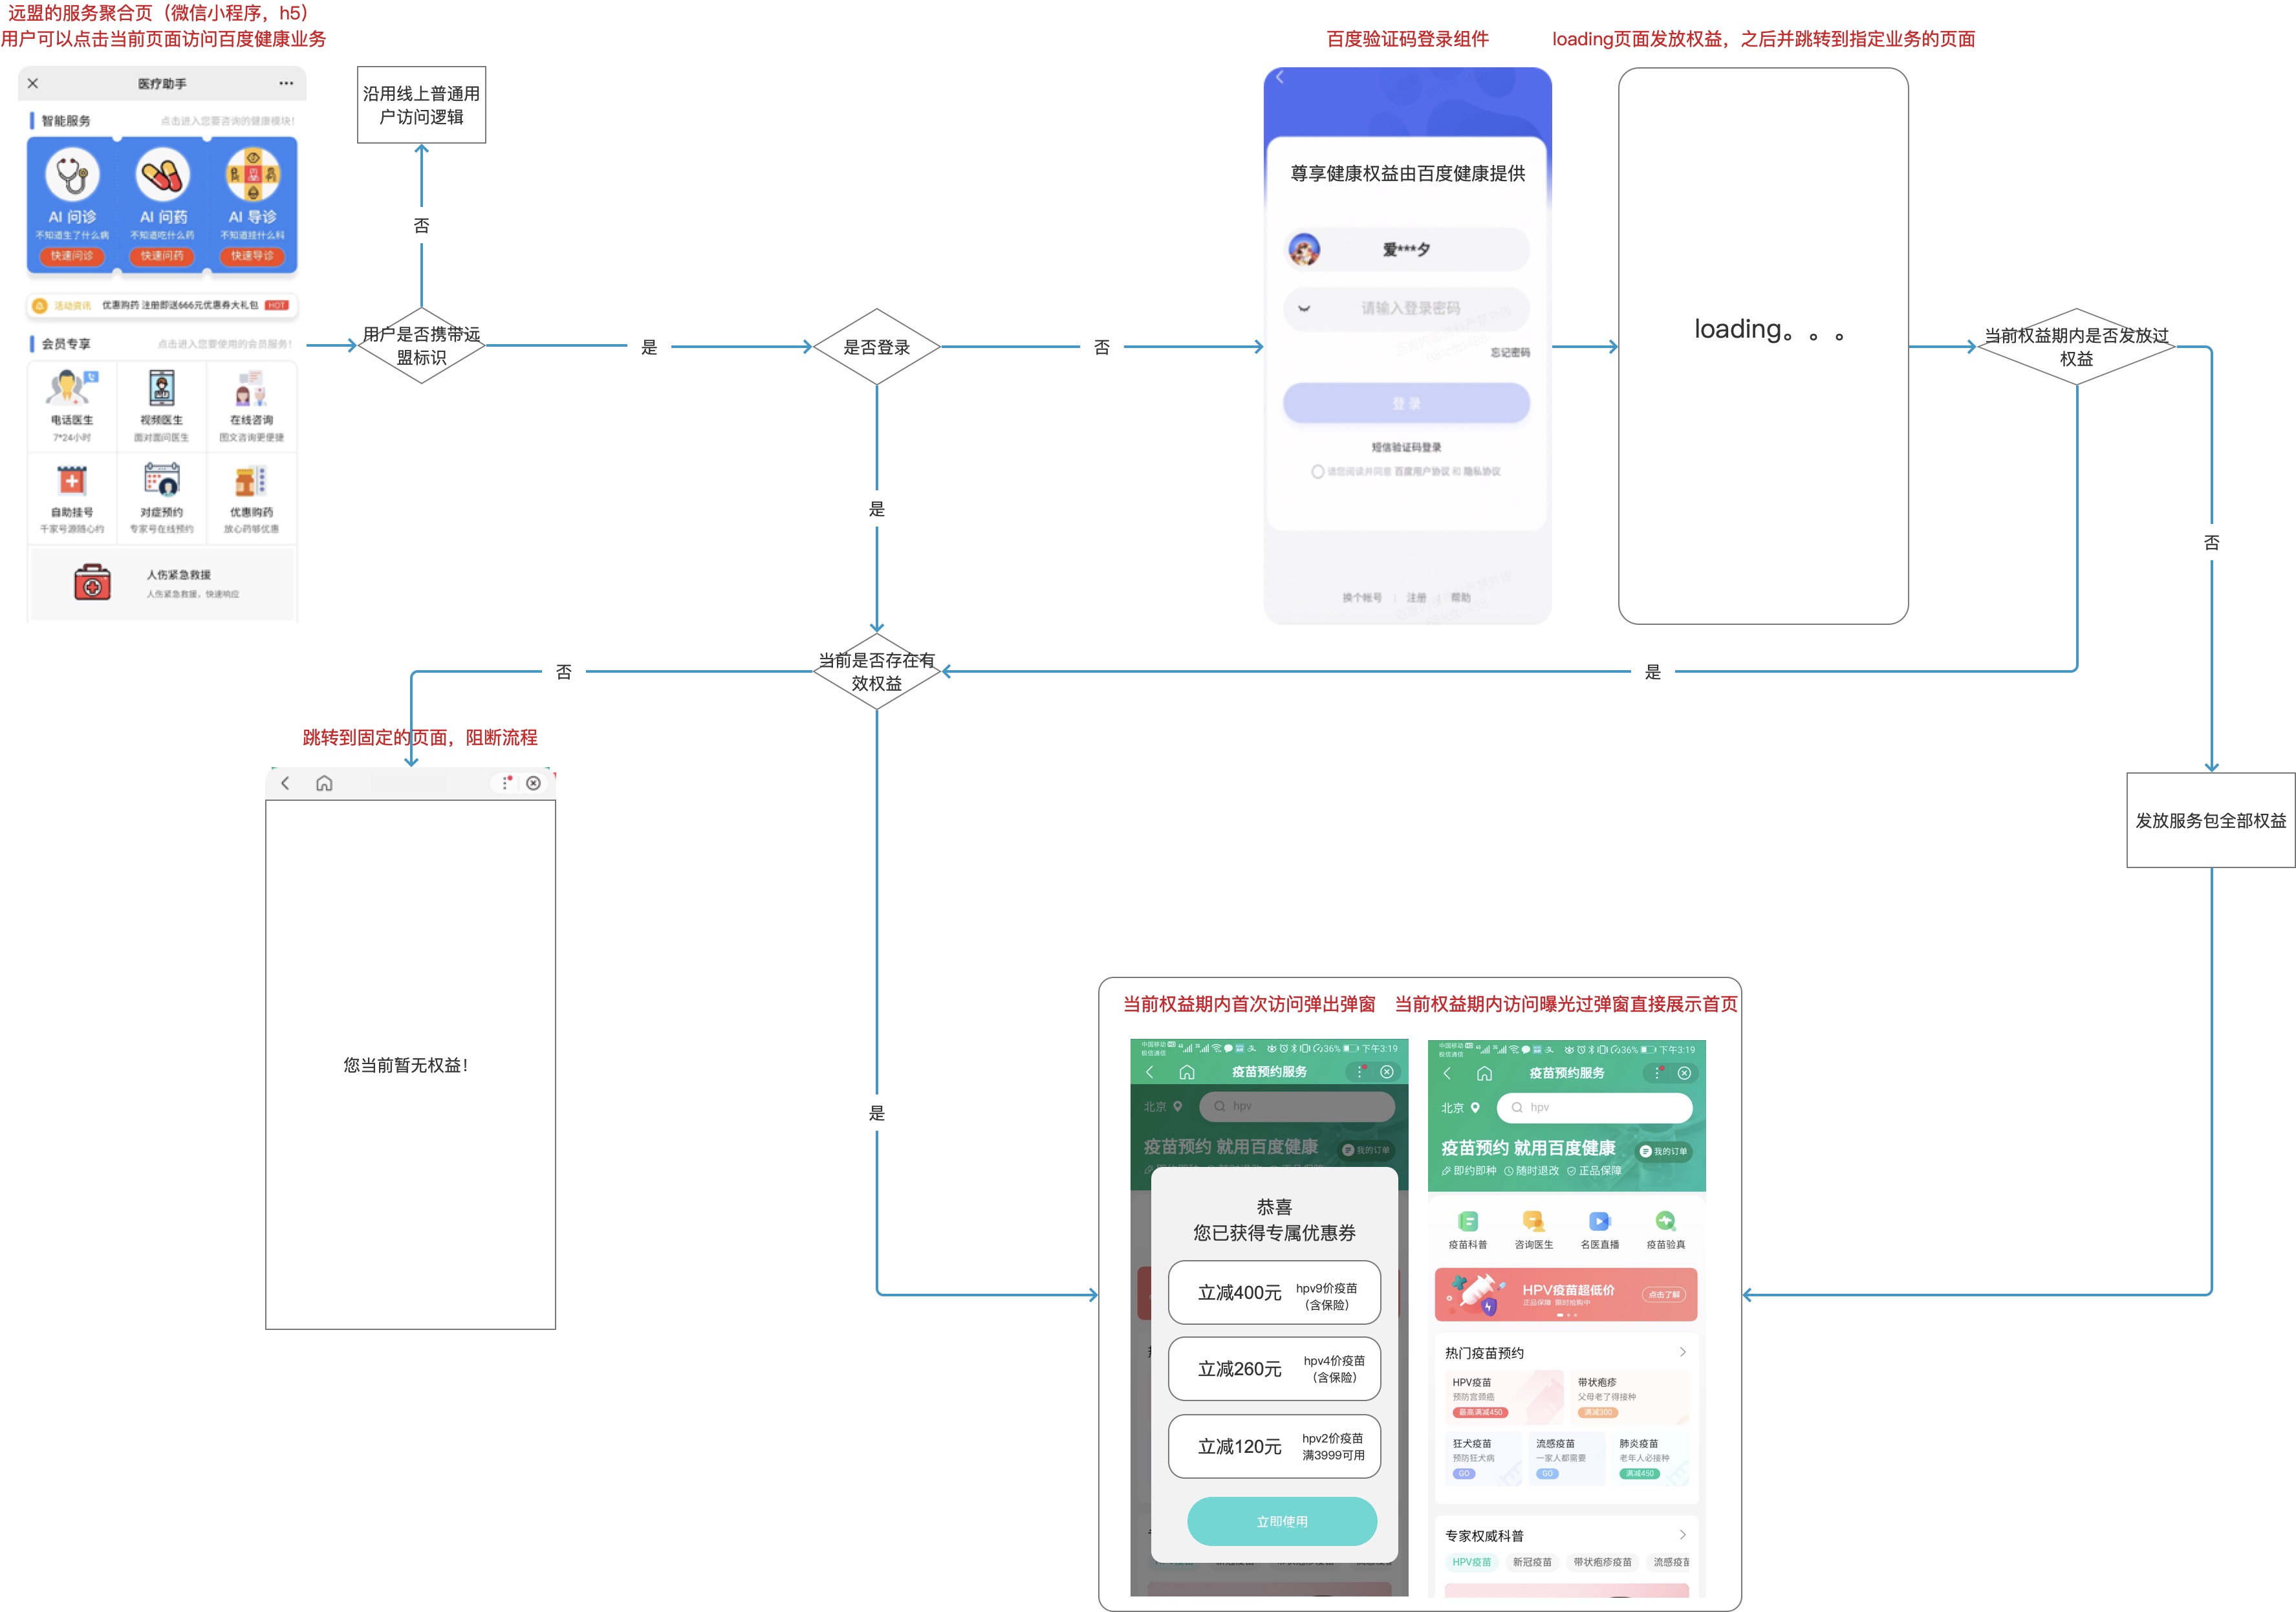 远盟的服务聚合页（微信小程序，h5）
用户可以点击当前页面访问百度健康业务
医疗助手
智能服务
点击进入您要咨询的健康模块！
AI 问诊
不知道生了什么病
快速问诊
AI 问药
不知道吃什么药
快速问药
AI 导诊
不知道挂什么科
快速导诊
活动资讯
优惠购药 注册即送666元优惠券大礼包
HOT
会员专享
点击进入您要使用的会员服务！
电话医生
7*24小时
视频医生
面对面问医生
在线咨询
图文咨询更便捷
自助挂号
千家号源随心约
对症预约
专家号在线预约
优惠购药
放心药够优惠
人伤紧急救援
人伤紧急救援，快速响应
沿用线上普通用
户访问逻辑
否
用户是否携带远
盟标识
是
是否登录
否
是
百度验证码登录组件
尊享健康权益由百度健康提供
爱***夕
请输入登录密码
忘记密码
登 录
短信验证码登录
请您阅读并同意 百度用户协议 和 隐私协议
换个帐号
注册
帮助
loading页面发放权益，之后并跳转到指定业务的页面
loading。。。
当前权益期内是否发放过
权益
否
是
当前是否存在有
效权益
否
跳转到固定的页面，阻断流程
您当前暂无权益！
是
发放服务包全部权益
当前权益期内首次访问弹出弹窗
中国移动
极信通信
36%
下午3:19
疫苗预约服务
北京
hpv
疫苗预约 就用百度健康
我的订单
恭喜
您已获得专属优惠券
立减400元
hpv9价疫苗
（含保险）
立减260元
hpv4价疫苗
（含保险）
立减120元
hpv2价疫苗
满3999可用
立即使用
当前权益期内访问曝光过弹窗直接展示首页
中国移动
极信通信
36%
下午3:19
疫苗预约服务
北京
hpv
疫苗预约 就用百度健康
我的订单
即约即种
随时退改
正品保障
疫苗科普
咨询医生
名医直播
疫苗验真
HPV疫苗超低价
正品保障 限时抢购中
点击了解
热门疫苗预约
HPV疫苗
预防宫颈癌
最高满减450
带状疱疹
父母老了得接种
满减300
狂犬疫苗
预防狂犬病
GO
流感疫苗
一家人都需要
GO
肺炎疫苗
老年人必接种
满减450
专家权威科普
HPV疫苗
新冠疫苗
带状疱疹疫苗
流感疫苗